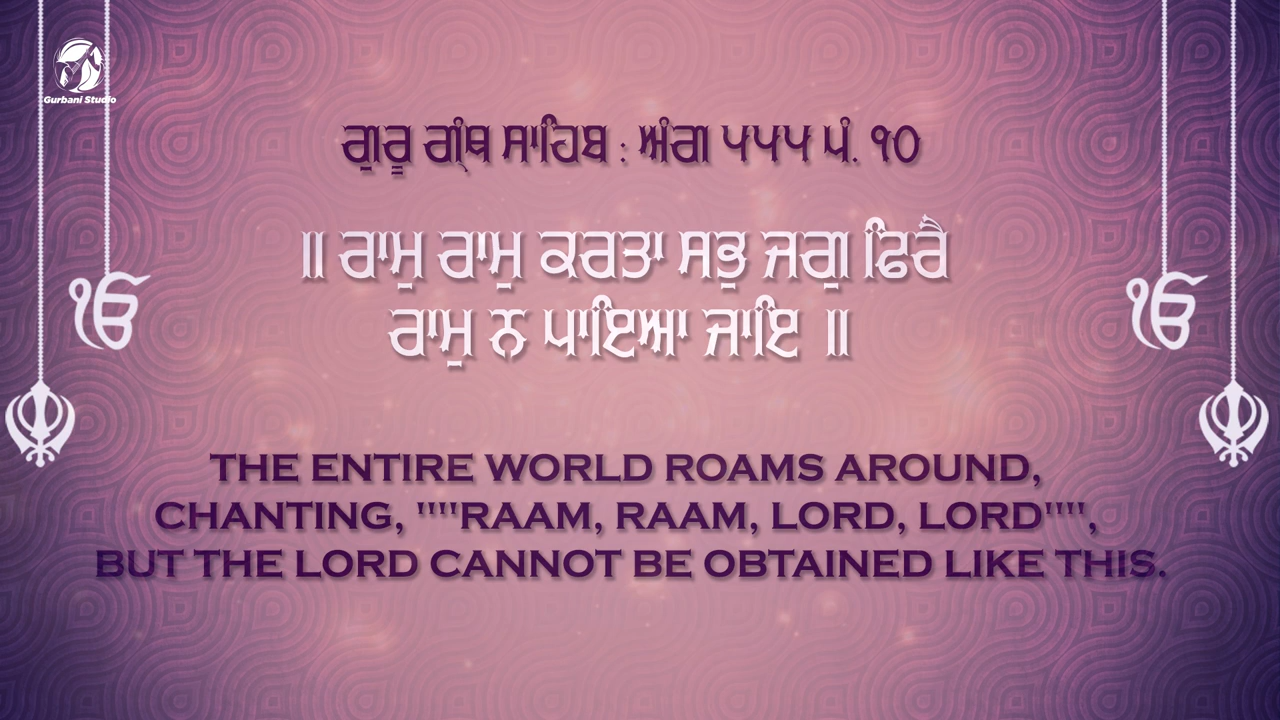 Gurbani Studio
ਗੁਰੂ ਗ੍ਰੰਥ ਸਾਹਿਬ : ਅੰਗ ੫੫੫ ਪੰ. ੧੦
॥ ਰਾਮੁ ਰਾਮੁ ਕਰਤਾ ਸਭੁ ਜਗੁ ਫਿਰੈ
ਰਾਮੁ ਨ ਪਾਇਆ ਜਾਇ ॥
ੴ
ੴ
THE ENTIRE WORLD ROAMS AROUND,
CHANTING, """"RAAM, RAAM, LORD, LORD"""",
BUT THE LORD CANNOT BE OBTAINED LIKE THIS.